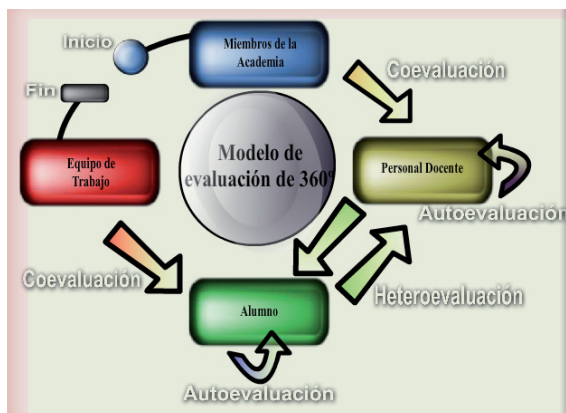 Inicio
Miembros de la
Academia
Coevaluación
Fin
Equipo de
Trabajo
Modelo de
evaluación de 360º
Personal Docente
Autoevaluación
Coevaluación
Heteroevaluación
Alumno
Autoevaluación